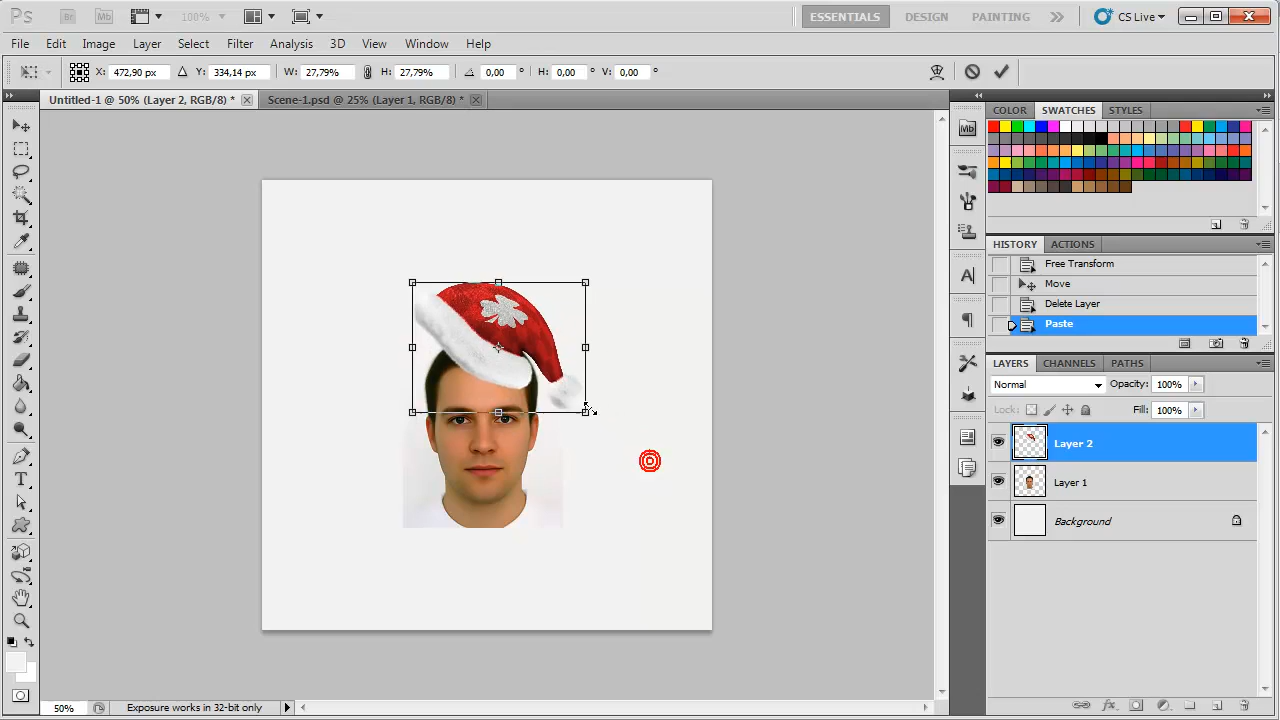 Ps Br Mb 100% ESSENTIALS DESIGN PAINTING CS Live
File Edit Image Layer Select Filter Analysis 3D View Window Help
X: 472,90 px Y: 334,14 px W: 27,79% H: 27,79% 0,00 ° H: 0,00 ° V: 0,00 °
Untitled-1 @ 50% (Layer 2, RGB/8) * Scene-1.psd @ 25% (Layer 1, RGB/8) *
COLOR SWATCHES STYLES
Mb
HISTORY ACTIONS
Free Transform
Move
Delete Layer
Paste
LAYERS CHANNELS PATHS
Normal Opacity: 100%
Lock: Fill: 100%
Layer 2
Layer 1
Background
50% Exposure works in 32-bit only